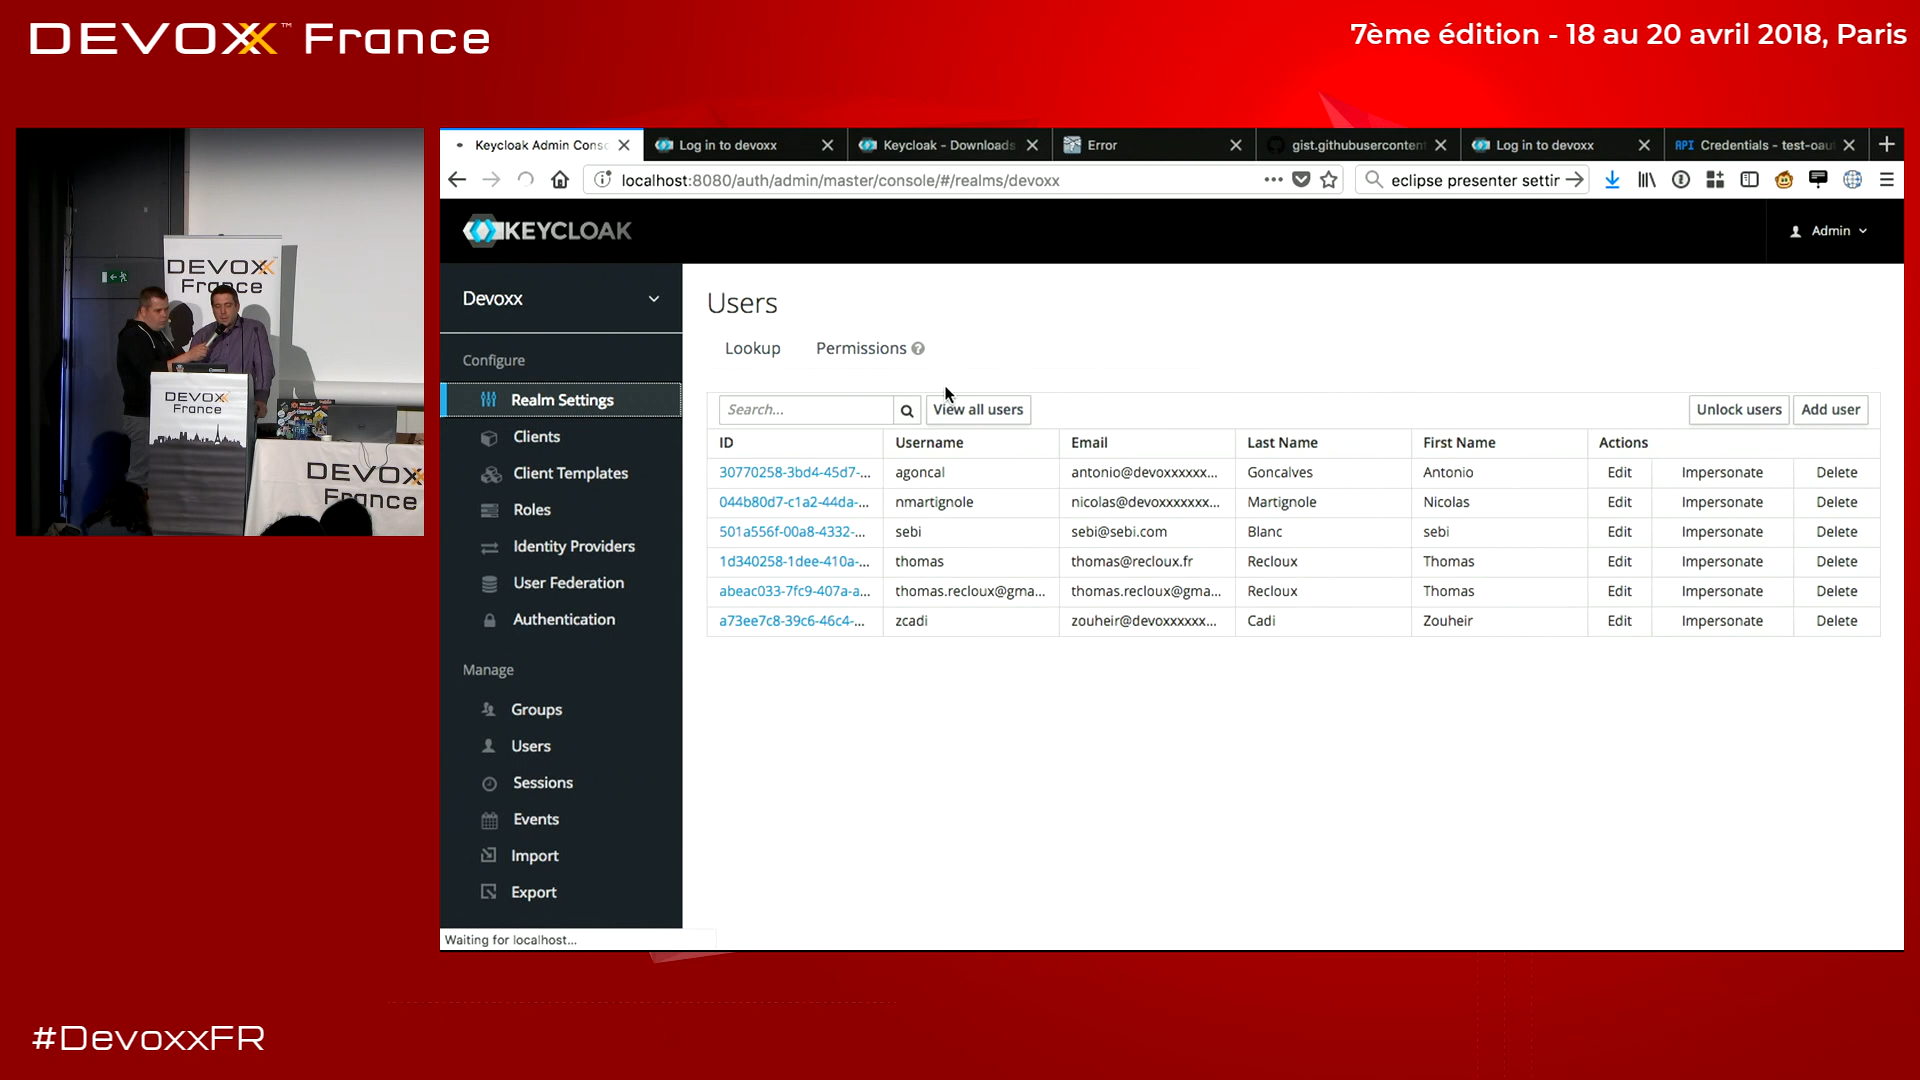 DEVOXX™ France
7ème édition - 18 au 20 avril 2018, Paris
DEVOXX
France
DEVOXX
France
DEVOXX
France
Keycloak Admin Conso
Log in to devoxx
Keycloak - Downloads
Error
gist.githubusercontent
Log in to devoxx
API Credentials - test-oaut
localhost:8080/auth/admin/master/console/#/realms/devoxx
eclipse presenter settir
KEYCLOAK
Admin
Devoxx
Configure
Realm Settings
Clients
Client Templates
Roles
Identity Providers
User Federation
Authentication
Manage
Groups
Users
Sessions
Events
Import
Export
Waiting for localhost...
Users
Lookup Permissions
Search... View all users Unlock users Add user
ID Username Email Last Name First Name Actions
30770258-3bd4-45d7-... agoncal antonio@devoxxxxxx... Goncalves Antonio Edit Impersonate Delete
044b80d7-c1a2-44da-... nmartignole nicolas@devoxxxxxxx... Martignole Nicolas Edit Impersonate Delete
501a556f-00a8-4332-... sebi sebi@sebi.com Blanc sebi Edit Impersonate Delete
1d340258-1dee-410a-... thomas thomas@recloux.fr Recloux Thomas Edit Impersonate Delete
abeac033-7fc9-407a-a... thomas.recloux@gma... thomas.recloux@gma... Recloux Thomas Edit Impersonate Delete
a73ee7c8-39c6-46c4-... zcadi zouheir@devoxxxxxx... Cadi Zouheir Edit Impersonate Delete
#DevoxxFR